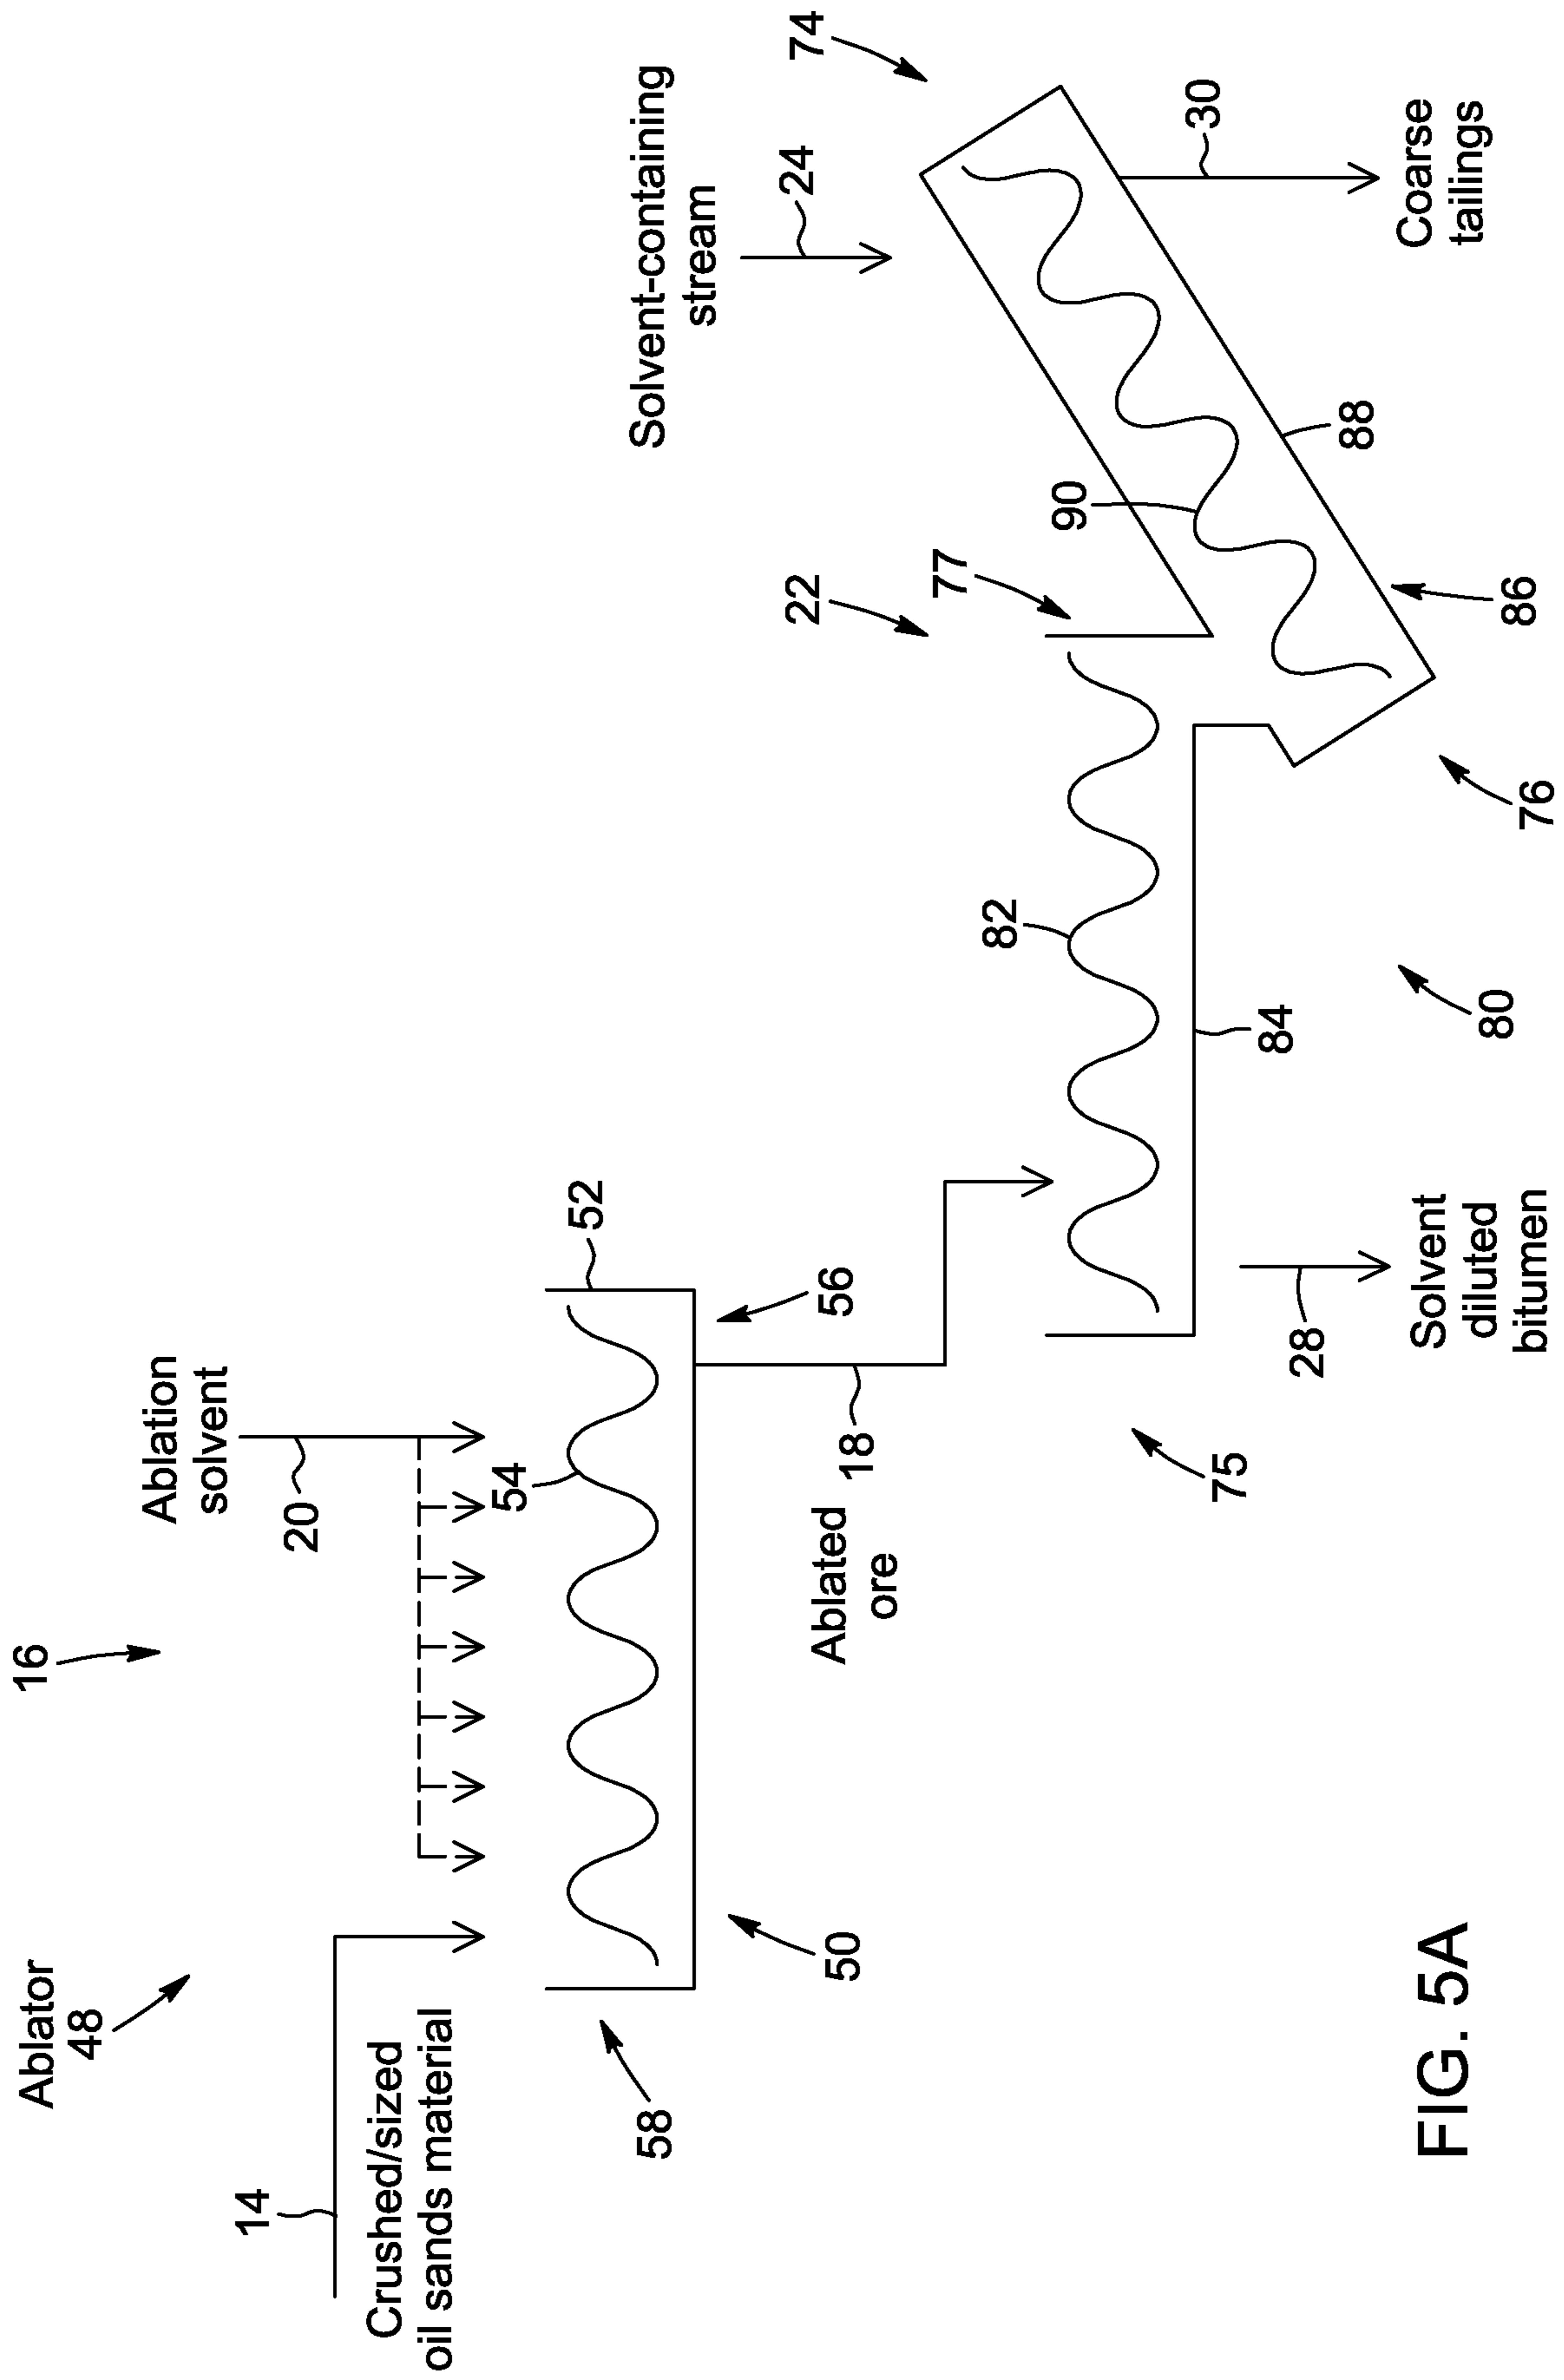 Ablator
48
16
14
Crushed/sized
oil sands material
Ablation
solvent
20
54
52
58
50
56
Ablated
ore
18
Solvent-containing
stream
24
74
22
77
90
82
84
88
30
Coarse
tailings
86
76
80
75
28
Solvent
diluted
bitumen
FIG. 5A